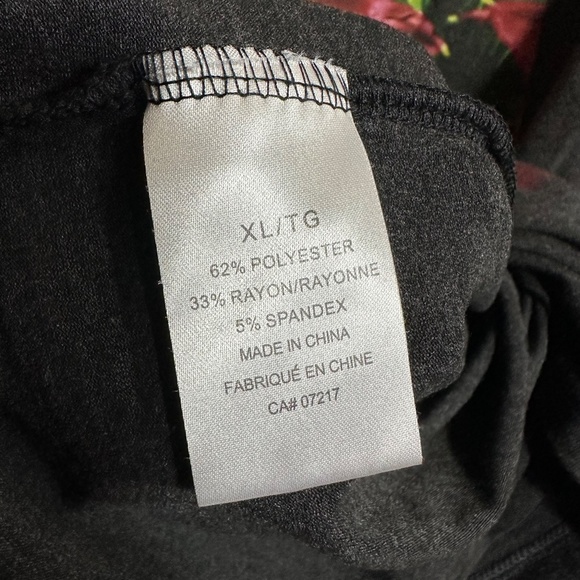 XL/TG
62% POLYESTER
33% RAYON/RAYONNE
5% SPANDEX
MADE IN CHINA
FABRIQUÉ EN CHINE
CA# 07217